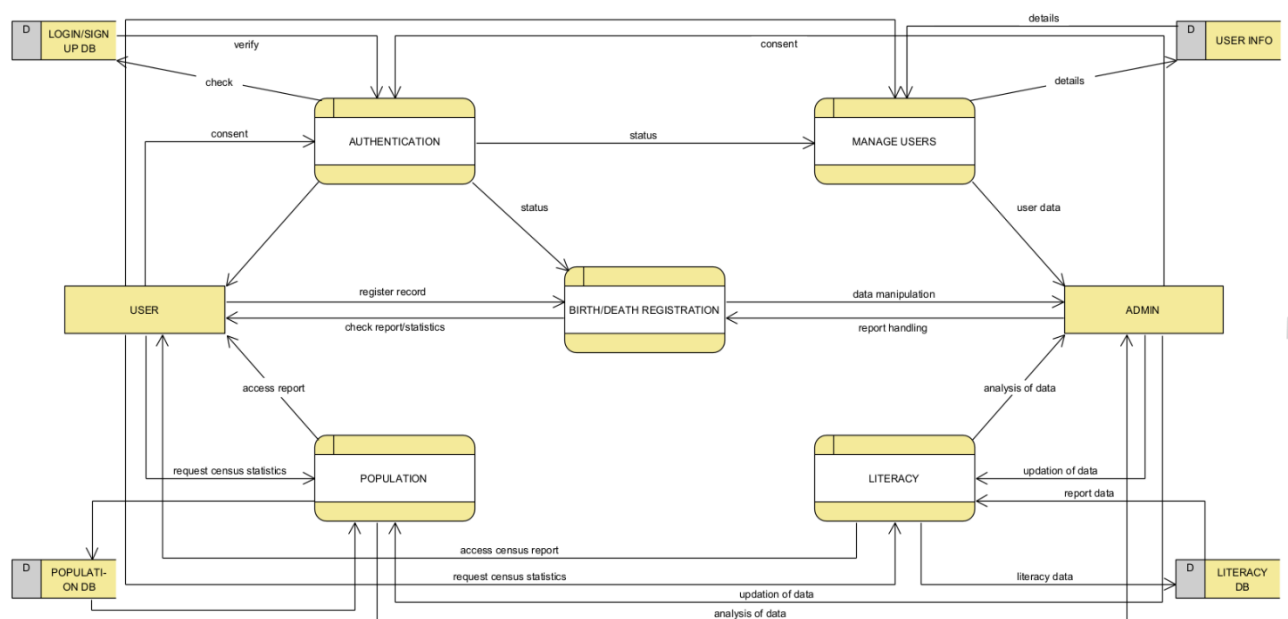 details
D
LOGIN/SIGN
UP DB
verify
consent
D
USER INFO
check
details
consent
AUTHENTICATION
status
MANAGE USERS
status
user data
USER
register record
BIRTH/DEATH REGISTRATION
data manipulation
ADMIN
check report/statistics
report handling
access report
analysis of data
request census statistics
POPULATION
LITERACY
updation of data
report data
access census report
D
POPULATI-
ON DB
request census statistics
literacy data
D
LITERACY
DB
updation of data
analysis of data